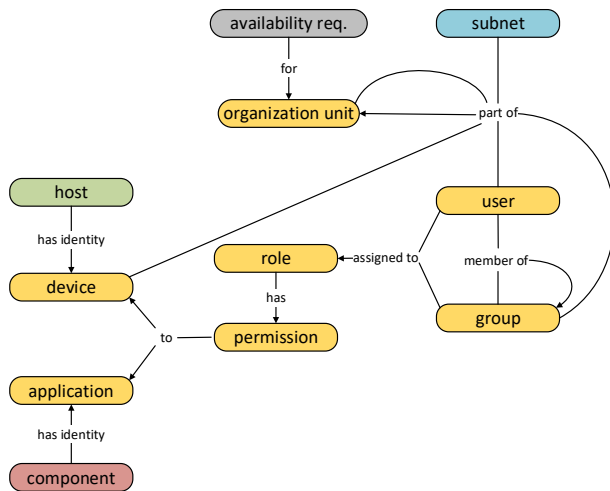 availability req.
subnet
for
organization unit
part of
host
user
has identity
role
assigned to
member of
device
has
group
to
permission
application
has identity
component